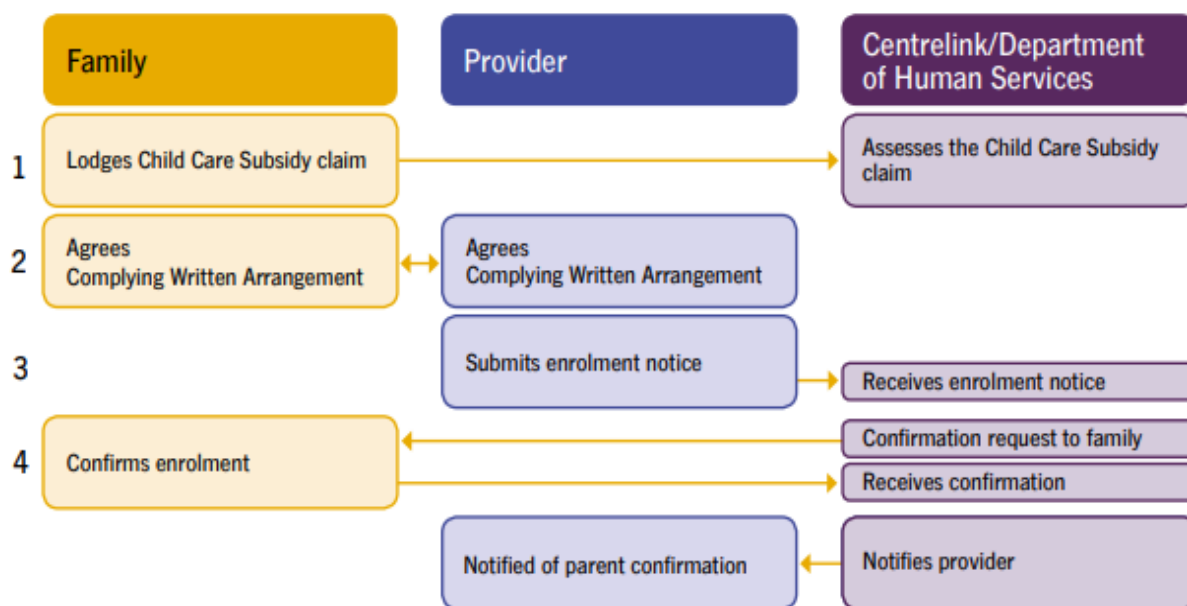 Family
Provider
Centrelink/Department
of Human Services
1
Lodges Child Care Subsidy claim
Assesses the Child Care Subsidy
claim
2
Agrees
Complying Written Arrangement
Agrees
Complying Written Arrangement
3
Submits enrolment notice
Receives enrolment notice
4
Confirms enrolment
Confirmation request to family
Receives confirmation
Notified of parent confirmation
Notifies provider